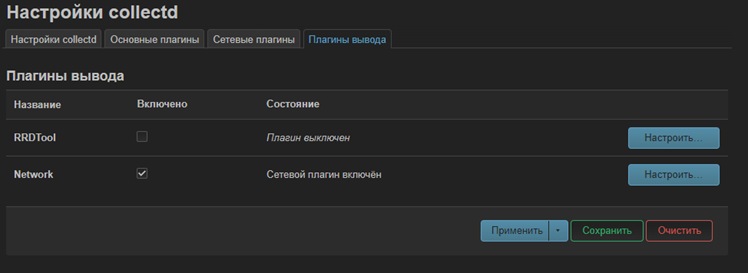 Настройки collectd
Настройки collectd Основные плагины Сетевые плагины Плагины вывода
Плагины вывода
Название Включено Состояние
RRDTool Плагин выключен Настроить...
Network Сетевой плагин включён Настроить...
Применить Сохранить Очистить